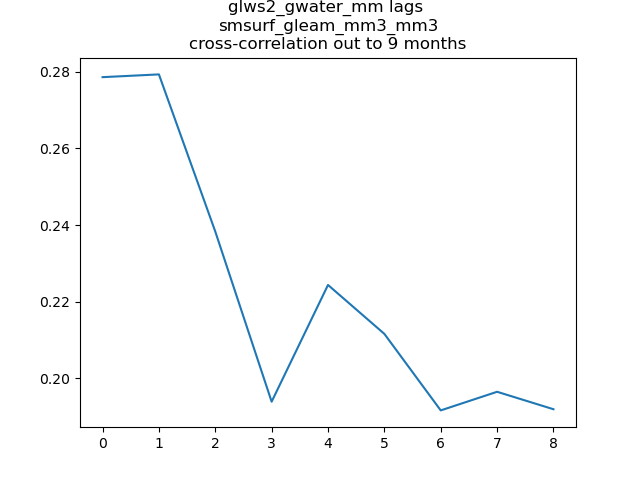 glws2_gwater_mm lags
smsurf_gleam_mm3_mm3
cross-correlation out to 9 months
0.28
0.26
0.24
0.22
0.20
0 1 2 3 4 5 6 7 8